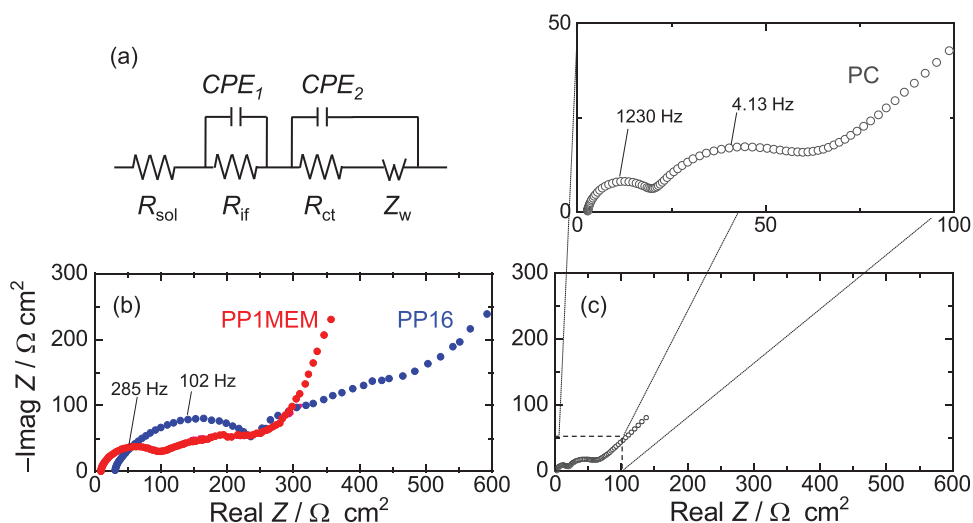 (a)
CPE1
CPE2
Rsol
Rif
Rct
Zw
50
0
0
50
100
PC
1230 Hz
4.13 Hz
300
200
100
0
0
100
200
300
400
500
600
(b)
PP1MEM
PP16
285 Hz
102 Hz
–Imag Z / Ω cm2
Real Z / Ω cm2
300
200
100
0
0
100
200
300
400
500
600
(c)
Real Z / Ω cm2